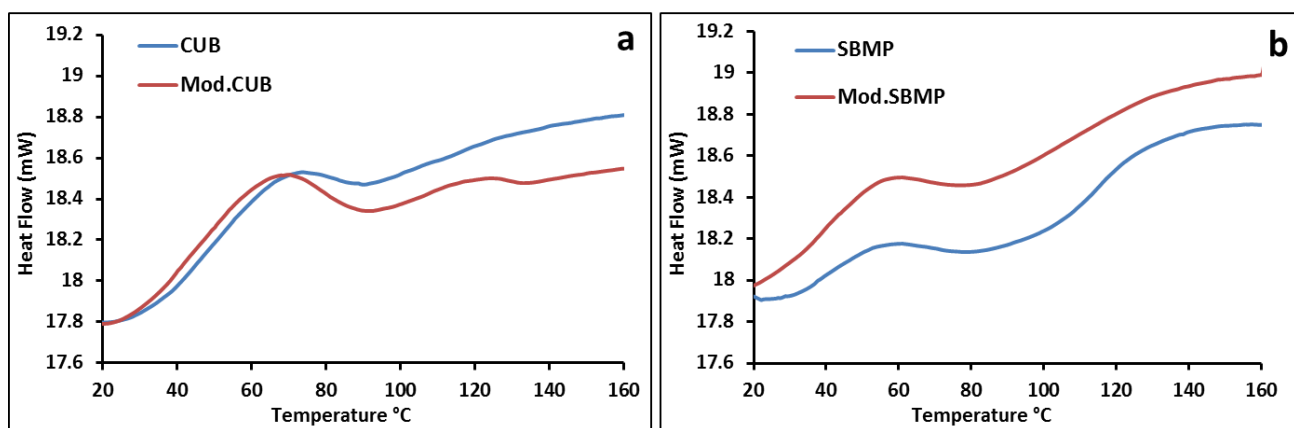 a
CUB
Mod.CUB
19.2
19
18.8
18.6
18.4
18.2
18
17.8
17.6
Heat Flow (mW)
20 40 60 80 100 120 140 160
Temperature °C
b
SBMP
Mod.SBMP
19.2
19
18.8
18.6
18.4
18.2
18
17.8
17.6
Heat Flow (mW)
20 40 60 80 100 120 140 160
Temperature °C